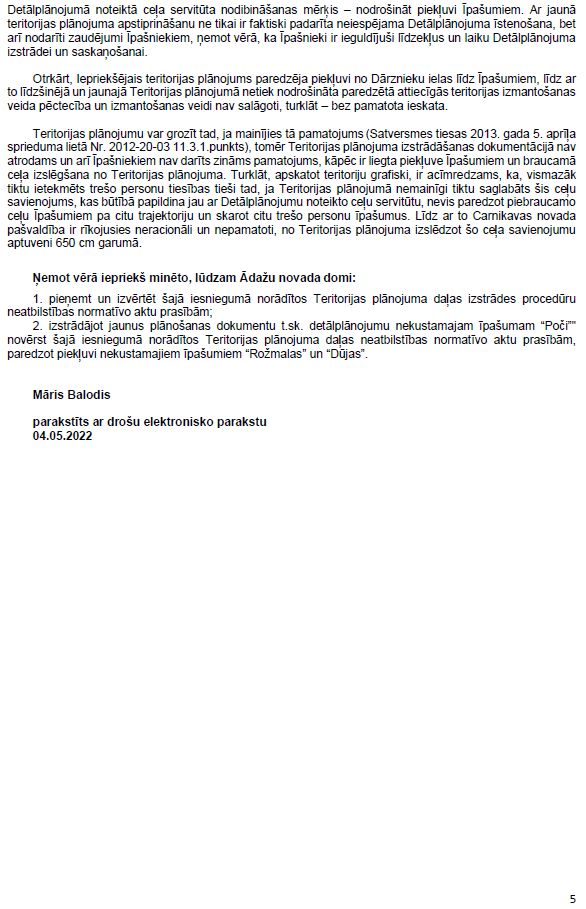 Detālplānojumā noteiktā ceļa servitūta nodibināšanas mērķis – nodrošināt piekļuvi Īpašumiem. Ar jaunā
teritorijas plānojuma apstiprināšanu ne tikai ir faktiski padarīta neiespējama Detālplānojuma īstenošana, bet
arī nodarīti zaudējumi Īpašniekiem, ņemot vērā, ka Īpašnieki ir ieguldījuši līdzekļus un laiku Detālplānojuma
izstrādei un saskaņošanai.
Otrkārt, Iepriekšējais teritorijas plānojums paredzēja piekļuvi no Dārznieku ielas līdz Īpašumiem, līdz ar
to līdzšinējā un jaunajā Teritorijas plānojumā netiek nodrošināta paredzētā attiecīgās teritorijas izmantošanas
veida pēctecība un izmantošanas veidi nav salāgoti, turklāt – bez pamatota ieskata.
Teritorijas plānojumu var grozīt tad, ja mainījies tā pamatojums (Satversmes tiesas 2013. gada 5. aprīļa
sprieduma lietā Nr. 2012-20-03 11.3.1.punkts), tomēr Teritorijas plānojuma izstrādāšanas dokumentācijā nav
atrodams un arī Īpašniekiem nav darīts zināms pamatojums, kāpēc ir liegta piekļuve Īpašumiem un braucamā
ceļa izslēgšana no Teritorijas plānojuma. Turklāt, apskatot teritoriju grafiski, ir acīmredzams, ka, vismazāk
tiktu ietekmēts trešo personu tiesības tieši tad, ja Teritorijas plānojumā nemainīgi tiktu saglabāts šis ceļu
savienojums, kas būtībā papildina jau ar Detālplānojumu noteikto ceļu servitūtu, nevis paredzot piebraucamo
ceļu Īpašumiem pa citu trajektoriju un skarot citu trešo personu īpašumus. Līdz ar to Carnikavas novada
pašvaldība ir rīkojusies neracionāli un nepamatoti, no Teritorijas plānojuma izslēdzot šo ceļa savienojumu
aptuveni 650 cm garumā.
Ņemot vērā iepriekš minēto, lūdzam Ādažu novada domi:
1. pieņemt un izvērtēt šajā iesniegumā norādītos Teritorijas plānojuma daļas izstrādes procedūru
neatbilstības normatīvo aktu prasībām;
2. izstrādājot jaunus plānošanas dokumentu t.sk. detālplānojumu nekustamajam īpašumam “Poči””
novērst šajā iesniegumā norādītos Teritorijas plānojuma daļas neatbilstības normatīvo aktu prasībām,
paredzot piekļuvi nekustamajiem īpašumiem “Rožmalas” un “Dūjas”.
Māris Balodis
parakstīts ar drošu elektronisko parakstu
04.05.2022
5